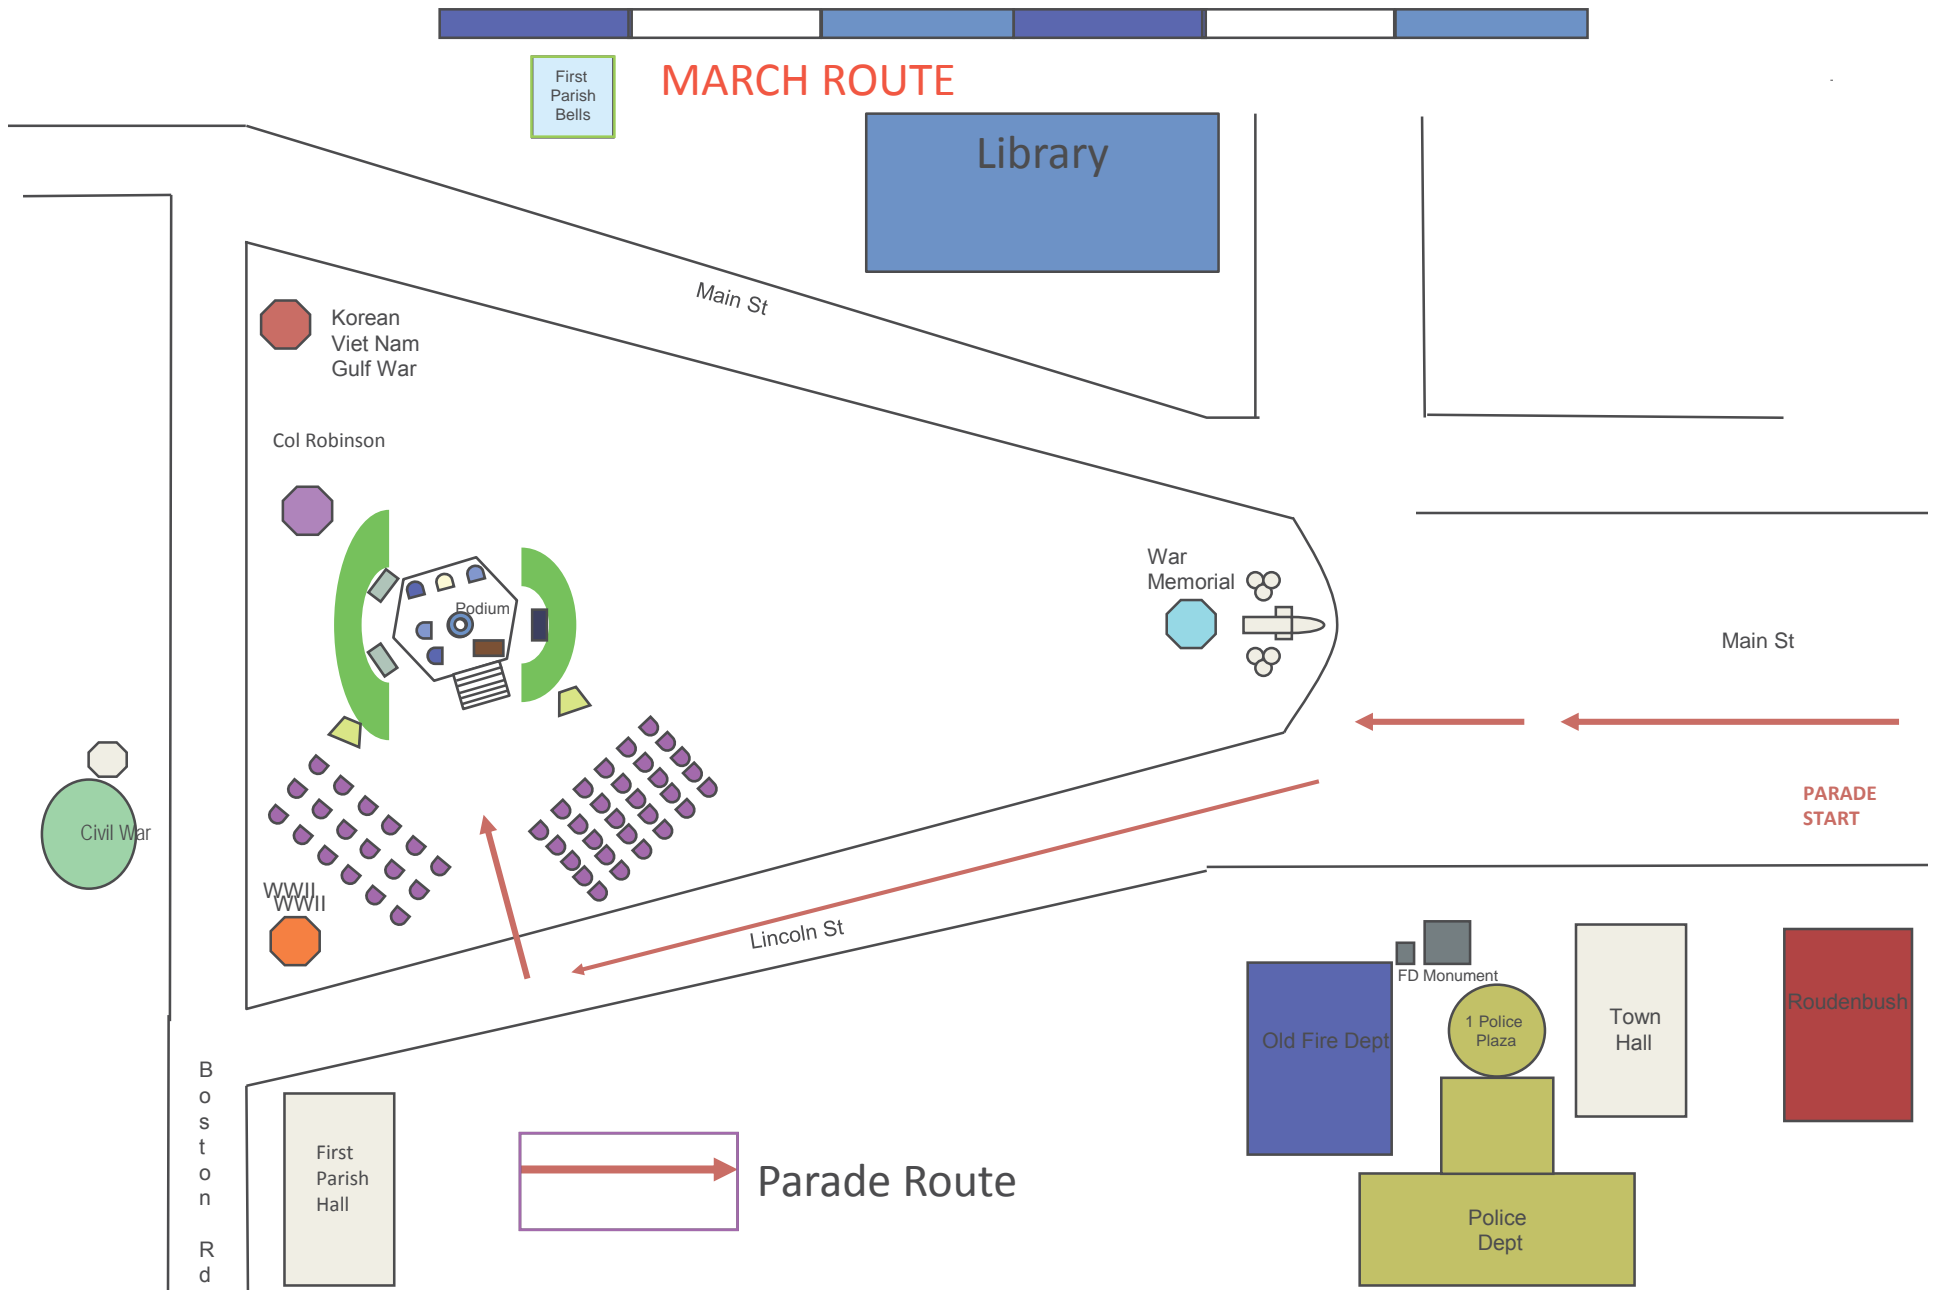 First
Parish
Bells
MARCH ROUTE
Library
Main St
Korean
Viet Nam
Gulf War
Col Robinson
Podium
War
Memorial
Main St
PARADE
START
Civil War
WWII
WWII
Lincoln St
FD Monument
Old Fire Dept
1 Police
Plaza
Town
Hall
Roudenbush
Boston Rd
First
Parish
Hall
Parade Route
Police
Dept